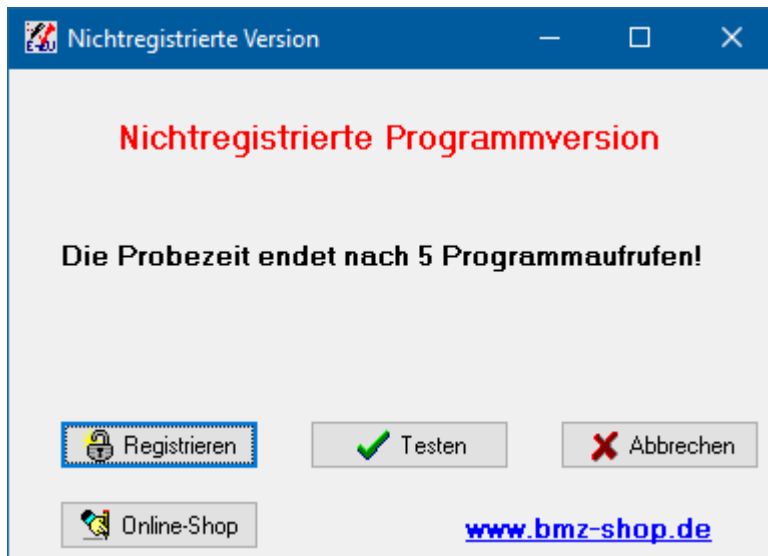 Nichtregistrierte Version
Nichtregistrierte Programmversion
Die Probezeit endet nach 5 Programmaufrufen!
Registrieren
Testen
Abbrechen
Online-Shop
www.bmz-shop.de